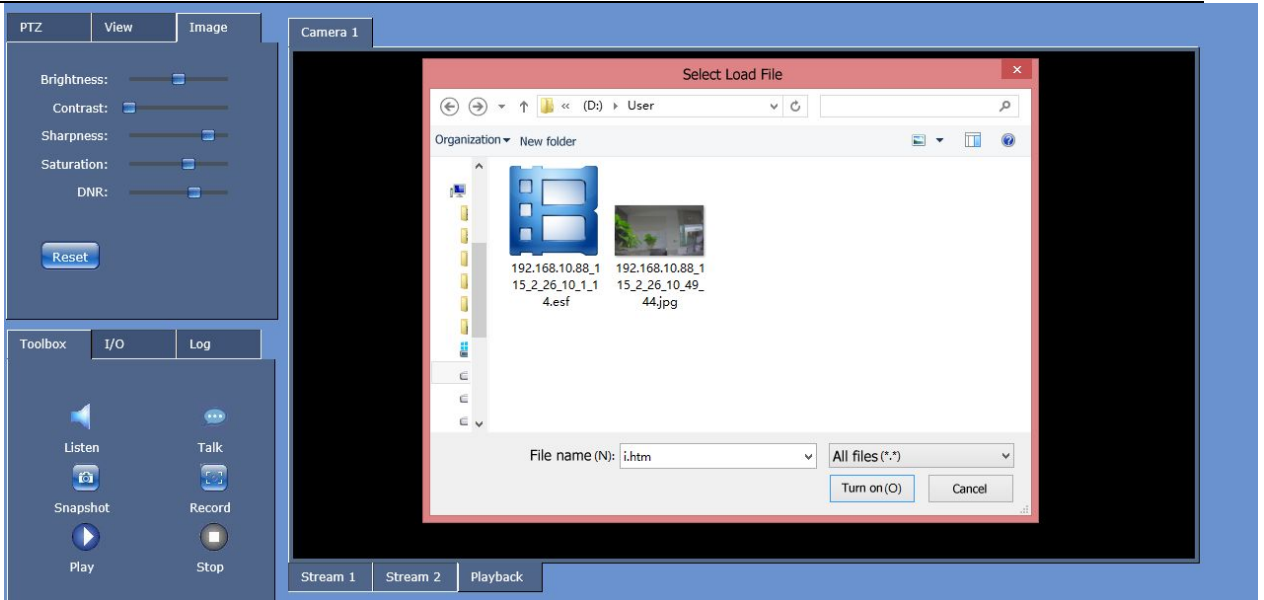 PTZ View Image
Brightness:
Contrast:
Sharpness:
Saturation:
DNR:
Reset
Toolbox I/O Log
Listen Talk
Snapshot Record
Play Stop
Camera 1
Select Load File
« (D:) User
Organization New folder
192.168.10.88_1
15_2_26_10_1_1
4.esf
192.168.10.88_1
15_2_26_10_49_
44.jpg
File name (N): i.htm All files (*.*)
Turn on (O) Cancel
Stream 1 Stream 2 Playback